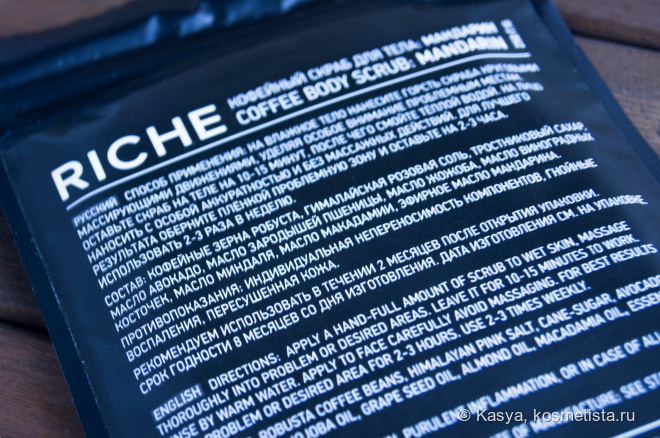 RICHE
КОФЕЙНЫЙ СКРАБ ДЛЯ ТЕЛА: МАНДАРИН
COFFEE BODY SCRUB: MANDARIN
РУССКИЙ СПОСОБ ПРИМЕНЕНИЯ: НА ВЛАЖНОЕ ТЕЛО НАНЕСИТЕ ГОРСТЬ СКРАБА КРУГОВЫМИ
МАССИРУЮЩИМИ ДВИЖЕНИЯМИ, УДЕЛЯЯ ОСОБОЕ ВНИМАНИЕ ПРОБЛЕМНЫМ МЕСТАМ.
ОСТАВЬТЕ СКРАБ НА ТЕЛЕ НА 10-15 МИНУТ, ПОСЛЕ ЧЕГО СМОЙТЕ ТЕПЛОЙ ВОДОЙ. НА ЛИЦО
НАНОСИТЬ С ОСОБОЙ АККУРАТНОСТЬЮ И БЕЗ МАССАЖНЫХ ДЕЙСТВИЙ. ДЛЯ ЛУЧШЕГО
РЕЗУЛЬТАТА ОБЕРНИТЕ ПЛЁНКОЙ ПРОБЛЕМНУЮ ЗОНУ И ОСТАВЬТЕ НА 2-3 ЧАСА.
ИСПОЛЬЗОВАТЬ 2-3 РАЗА В НЕДЕЛЮ.
СОСТАВ: КОФЕЙНЫЕ ЗЕРНА РОБУСТА, ГИМАЛАЙСКАЯ РОЗОВАЯ СОЛЬ, ТРОСТНИКОВЫЙ САХАР,
МАСЛО АВОКАДО, МАСЛО ЗАРОДЫШЕЙ ПШЕНИЦЫ, МАСЛО ЖОЖОБА, МАСЛО ВИНОГРАДНЫХ
КОСТОЧЕК, МАСЛО МИНДАЛЯ, МАСЛО МАКАДАМИИ, ЭФИРНОЕ МАСЛО МАНДАРИНА.
ПРОТИВОПОКАЗАНИЯ: ИНДИВИДУАЛЬНАЯ НЕПЕРЕНОСИМОСТЬ КОМПОНЕНТОВ, ГНОЙНЫЕ
ВОСПАЛЕНИЯ, ПЕРЕСУШЕННАЯ КОЖА.
РЕКОМЕНДУЕМ ИСПОЛЬЗОВАТЬ В ТЕЧЕНИИ 2 МЕСЯЦЕВ ПОСЛЕ ОТКРЫТИЯ УПАКОВКИ.
СРОК ГОДНОСТИ 8 МЕСЯЦЕВ СО ДНЯ ИЗГОТОВЛЕНИЯ. ДАТА ИЗГОТОВЛЕНИЯ СМ. НА УПАКОВКЕ
ENGLISH DIRECTIONS: APPLY A HAND-FULL AMOUNT OF SCRUB TO WET SKIN, MASSAGE
THOROUGHLY INTO PROBLEM OR DESIRED AREAS. LEAVE IT FOR 10-15 MINUTES TO WORK.
RINSE BY WARM WATER. APPLY TO FACE CAREFULLY AVOID MASSAGING. FOR BEST RESULTS
PROBLEM OR DESIRED AREA FOR 2-3 HOURS. USE 2-3 TIMES WEEKLY.
ROBUSTA COFFEE BEANS, HIMALAYAN PINK SALT, CANE-SUGAR, AVOCADO
JOJOBA OIL, GRAPE SEED OIL, ALMOND OIL, MACADAMIA OIL,
PURULENT INFLAMMATION, OR IN CASE OF
© Kasya, kosmetista.ru